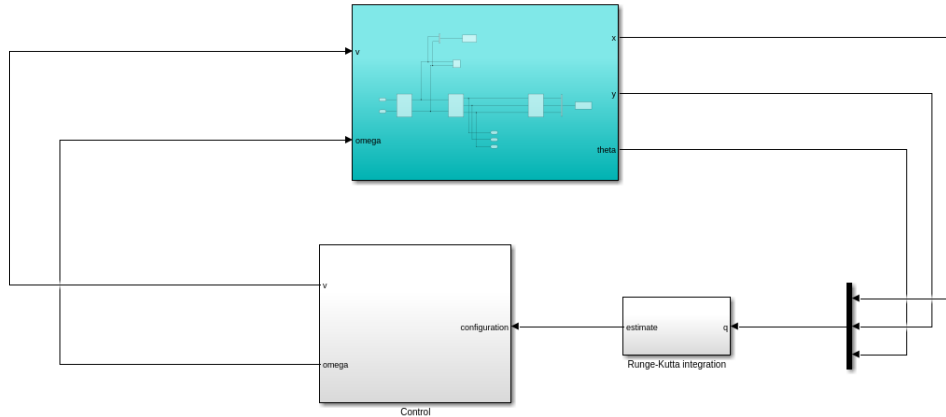 x
v
y
omega
theta
v
configuration
estimate
q
omega
Runge-Kutta integration
Control